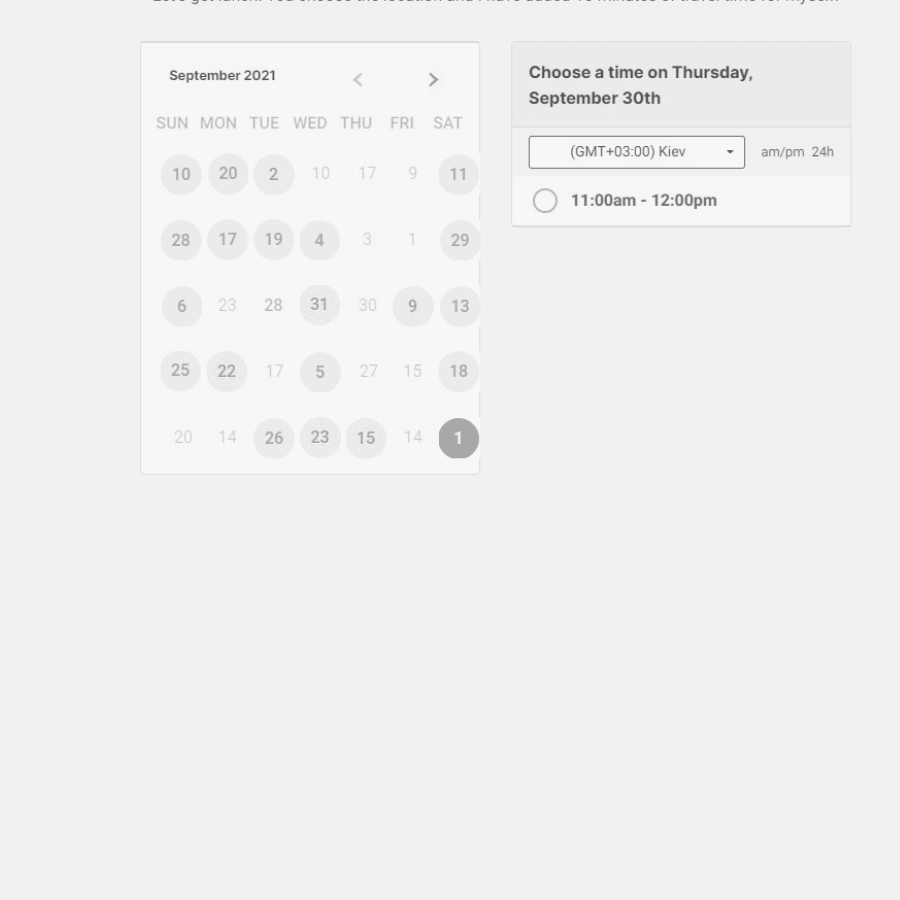 September 2021
SUN MON TUE WED THU FRI SAT
10 20 2 10 17 9 11
28 17 19 4 3 1 29
6 23 28 31 30 9 13
25 22 17 5 27 15 18
20 14 26 23 15 14 1
Choose a time on Thursday,
September 30th
(GMT+03:00) Kiev am/pm 24h
11:00am - 12:00pm